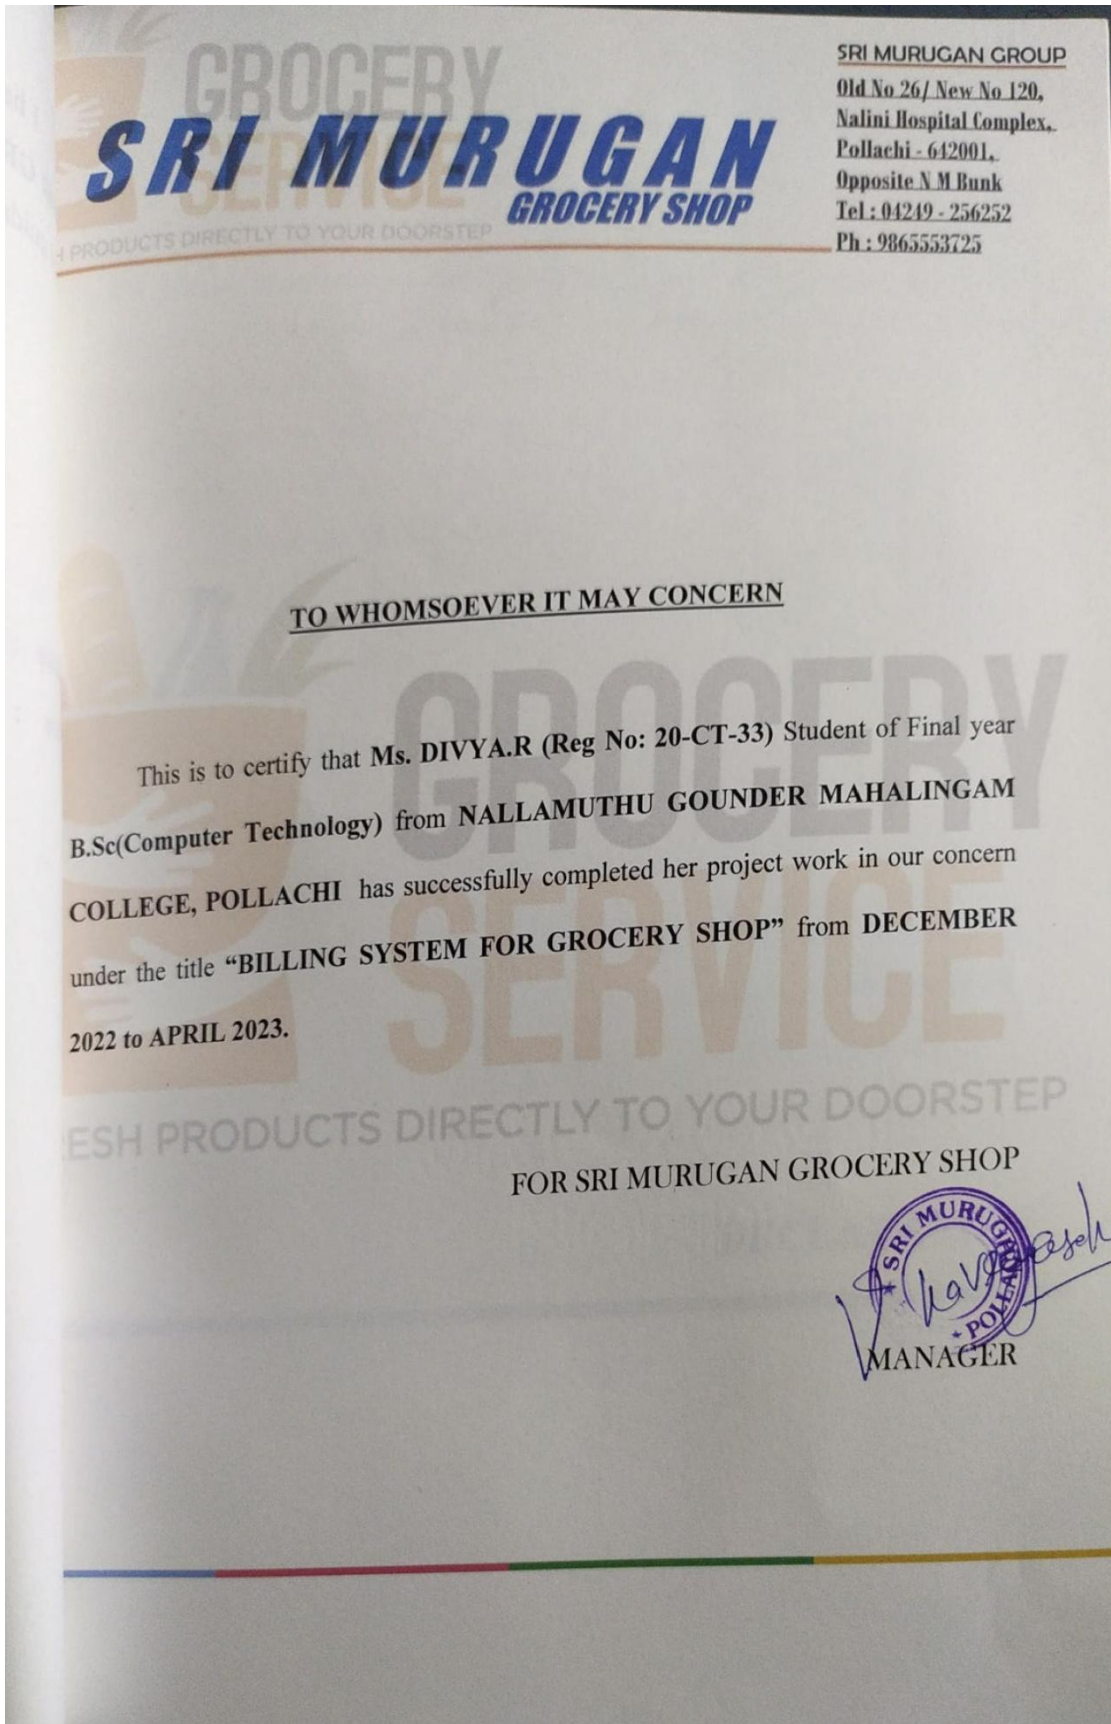 GROCERY
SERVICE
SRI MURUGAN
GROCERY SHOP
H PRODUCTS DIRECTLY TO YOUR DOORSTEP
SRI MURUGAN GROUP
Old No 26/ New No 120,
Nalini Hospital Complex,
Pollachi - 642001,
Opposite N M Bunk
Tel : 04249 - 256252
Ph : 9865553725
TO WHOMSOEVER IT MAY CONCERN
This is to certify that Ms. DIVYA.R (Reg No: 20-CT-33) Student of Final year
B.Sc(Computer Technology) from NALLAMUTHU GOUNDER MAHALINGAM
COLLEGE, POLLACHI has successfully completed her project work in our concern
under the title “BILLING SYSTEM FOR GROCERY SHOP” from DECEMBER
2022 to APRIL 2023.
GROCERY
SERVICE
ESH PRODUCTS DIRECTLY TO YOUR DOORSTEP
FOR SRI MURUGAN GROCERY SHOP
SRI
MANAGER